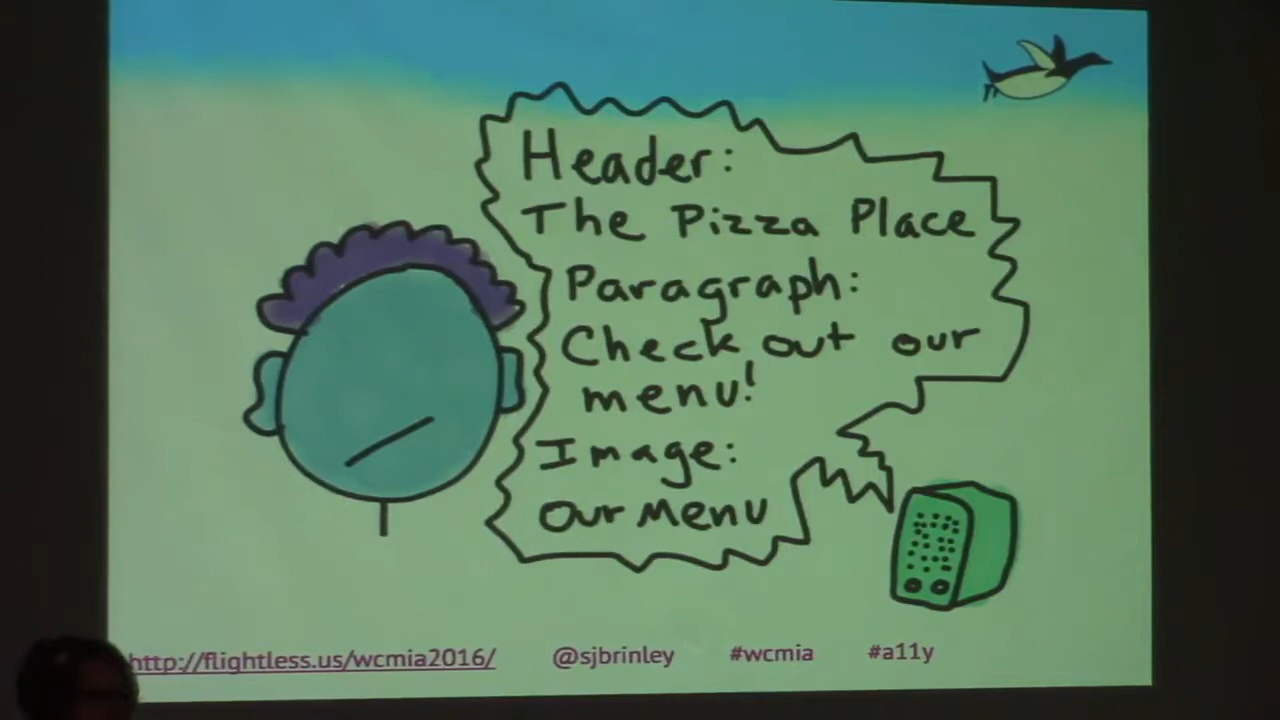 Header:
The Pizza Place
Paragraph:
Check out our
menu!
Image:
Our Menu
http://flightless.us/wcmia2016/ @sjbrinley #wcmia #a11y